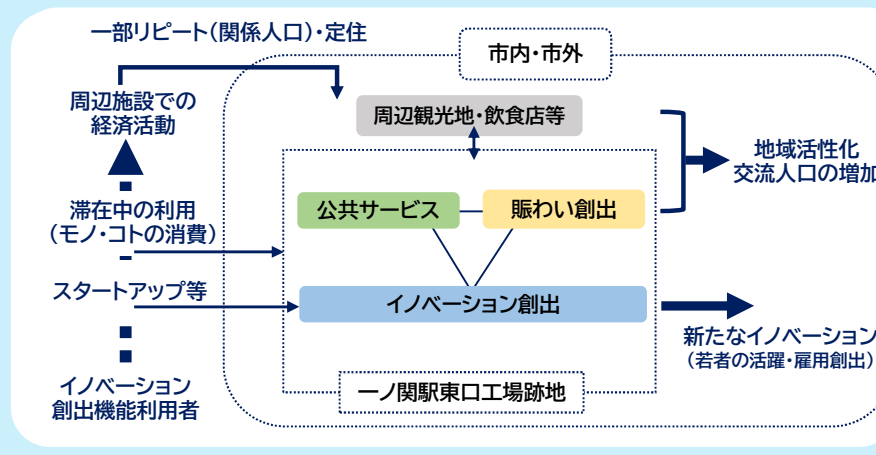 一部リピート(関係人口)・定住
市内・市外
周辺施設での
経済活動
周辺観光地・飲食店等
地域活性化
交流人口の増加
滞在中の利用
(モノ・コトの消費)
公共サービス
賑わい創出
スタートアップ等
イノベーション創出
新たなイノベーション
(若者の活躍・雇用創出)
イノベーション
創出機能利用者
一ノ関駅東口工場跡地